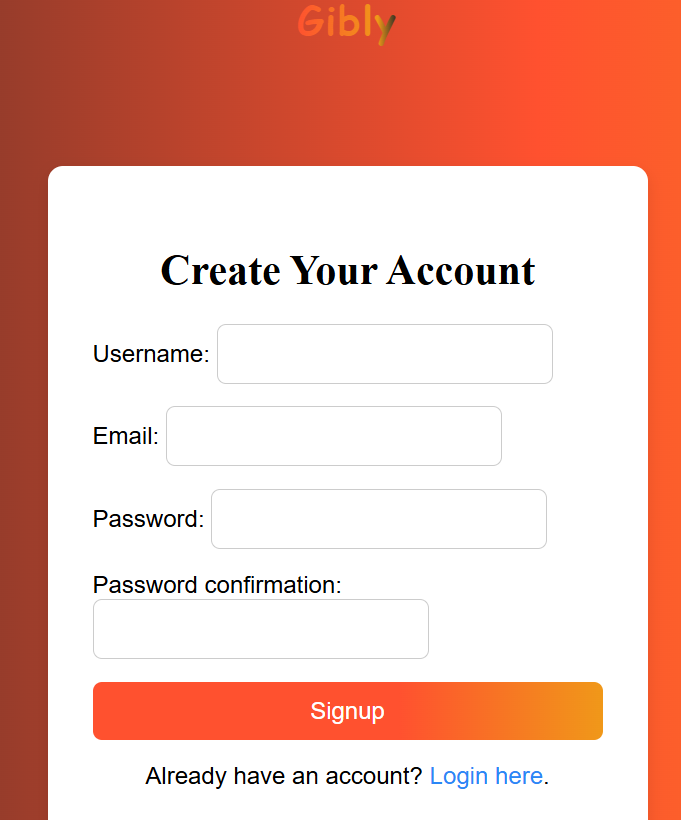 Gibly
Create Your Account
Username:
Email:
Password:
Password confirmation:
Signup
Already have an account? Login here.